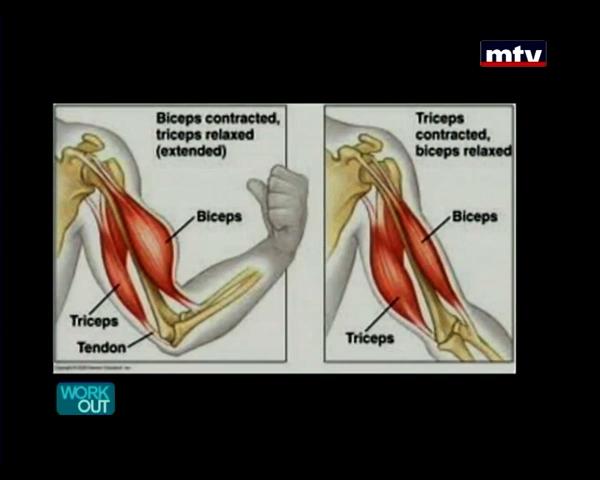 mtv
Biceps contracted,
triceps relaxed
(extended)
Biceps
Triceps
Tendon
Triceps
contracted,
biceps relaxed
Biceps
Triceps
WORK
OUT